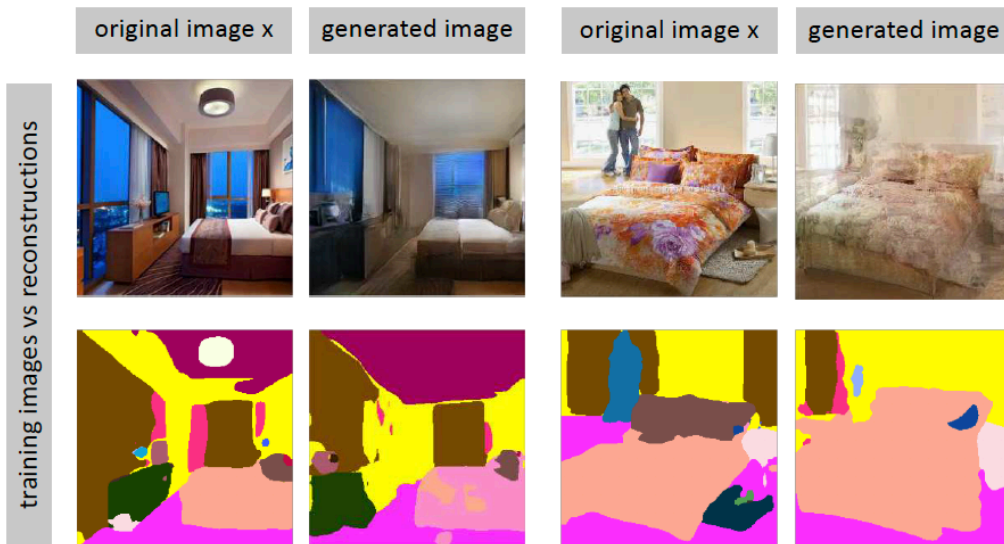 original image x
generated image
original image x
generated image
training images vs reconstructions